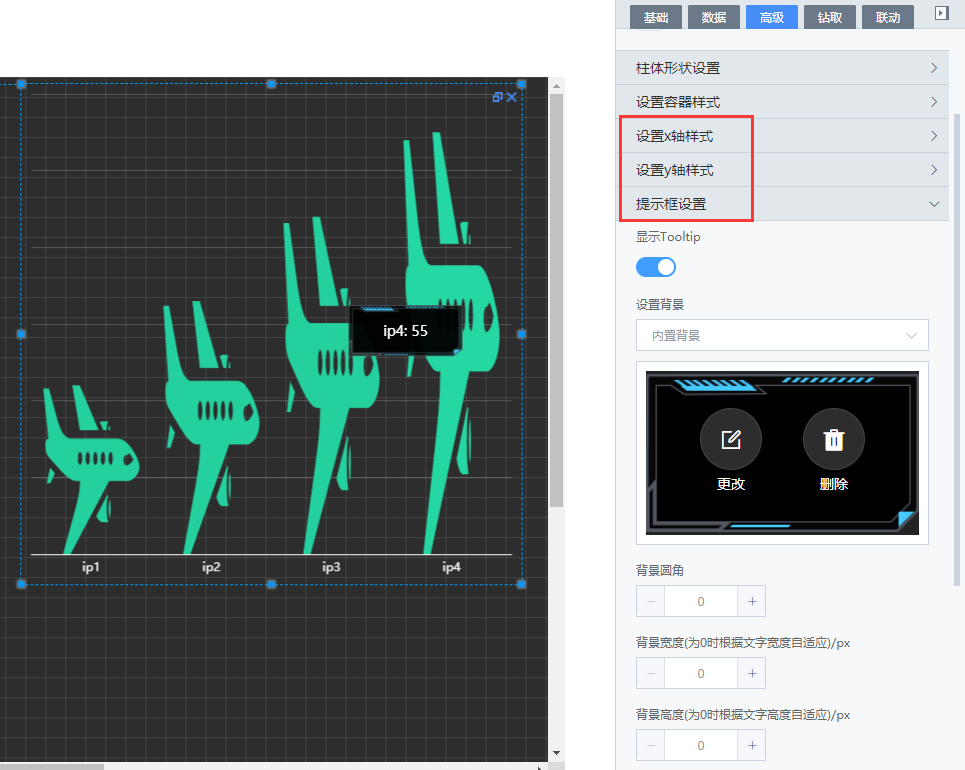 基础 数据 高级 钻取 联动
柱体形状设置
设置容器样式
设置x轴样式
设置y轴样式
提示框设置
显示Tooltip
设置背景
内置背景
更改 删除
背景圆角
0
背景宽度(为0时根据文字宽度自适应)/px
0
背景高度(为0时根据文字高度自适应)/px
0
ip4: 55
ip1 ip2 ip3 ip4